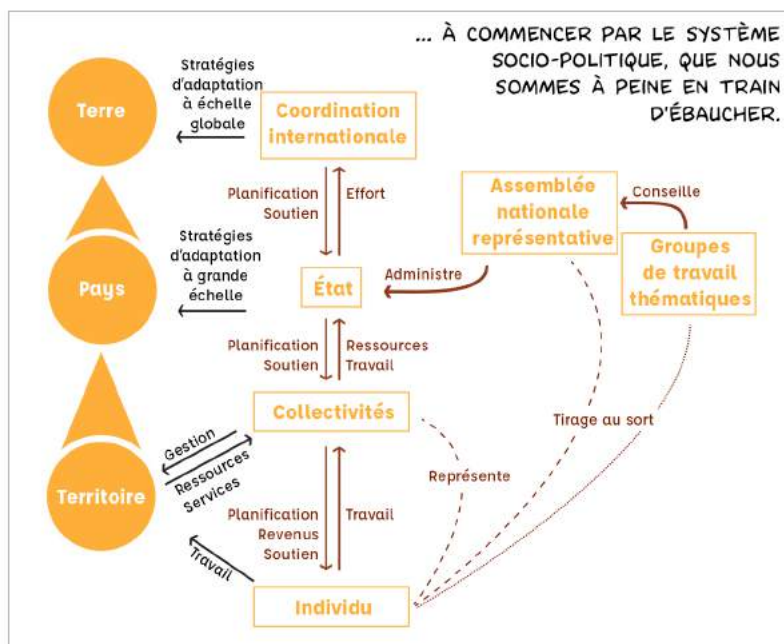 ... À COMMENCER PAR LE SYSTÈME
SOCIO-POLITIQUE, QUE NOUS
SOMMES À PEINE EN TRAIN
D'ÉBAUCHER.
Terre
Stratégies
d'adaptation
à échelle
globale
Coordination
internationale
Planification
Soutien
Effort
Assemblée
nationale
représentative
Conseille
Groupes
de travail
thématiques
Pays
Stratégies
d'adaptation
à grande
échelle
État
Administre
Planification
Soutien
Ressources
Travail
Collectivités
Tirage au sort
Gestion
Ressources
Services
Territoire
Représente
Planification
Revenus
Soutien
Travail
Travail
Individu